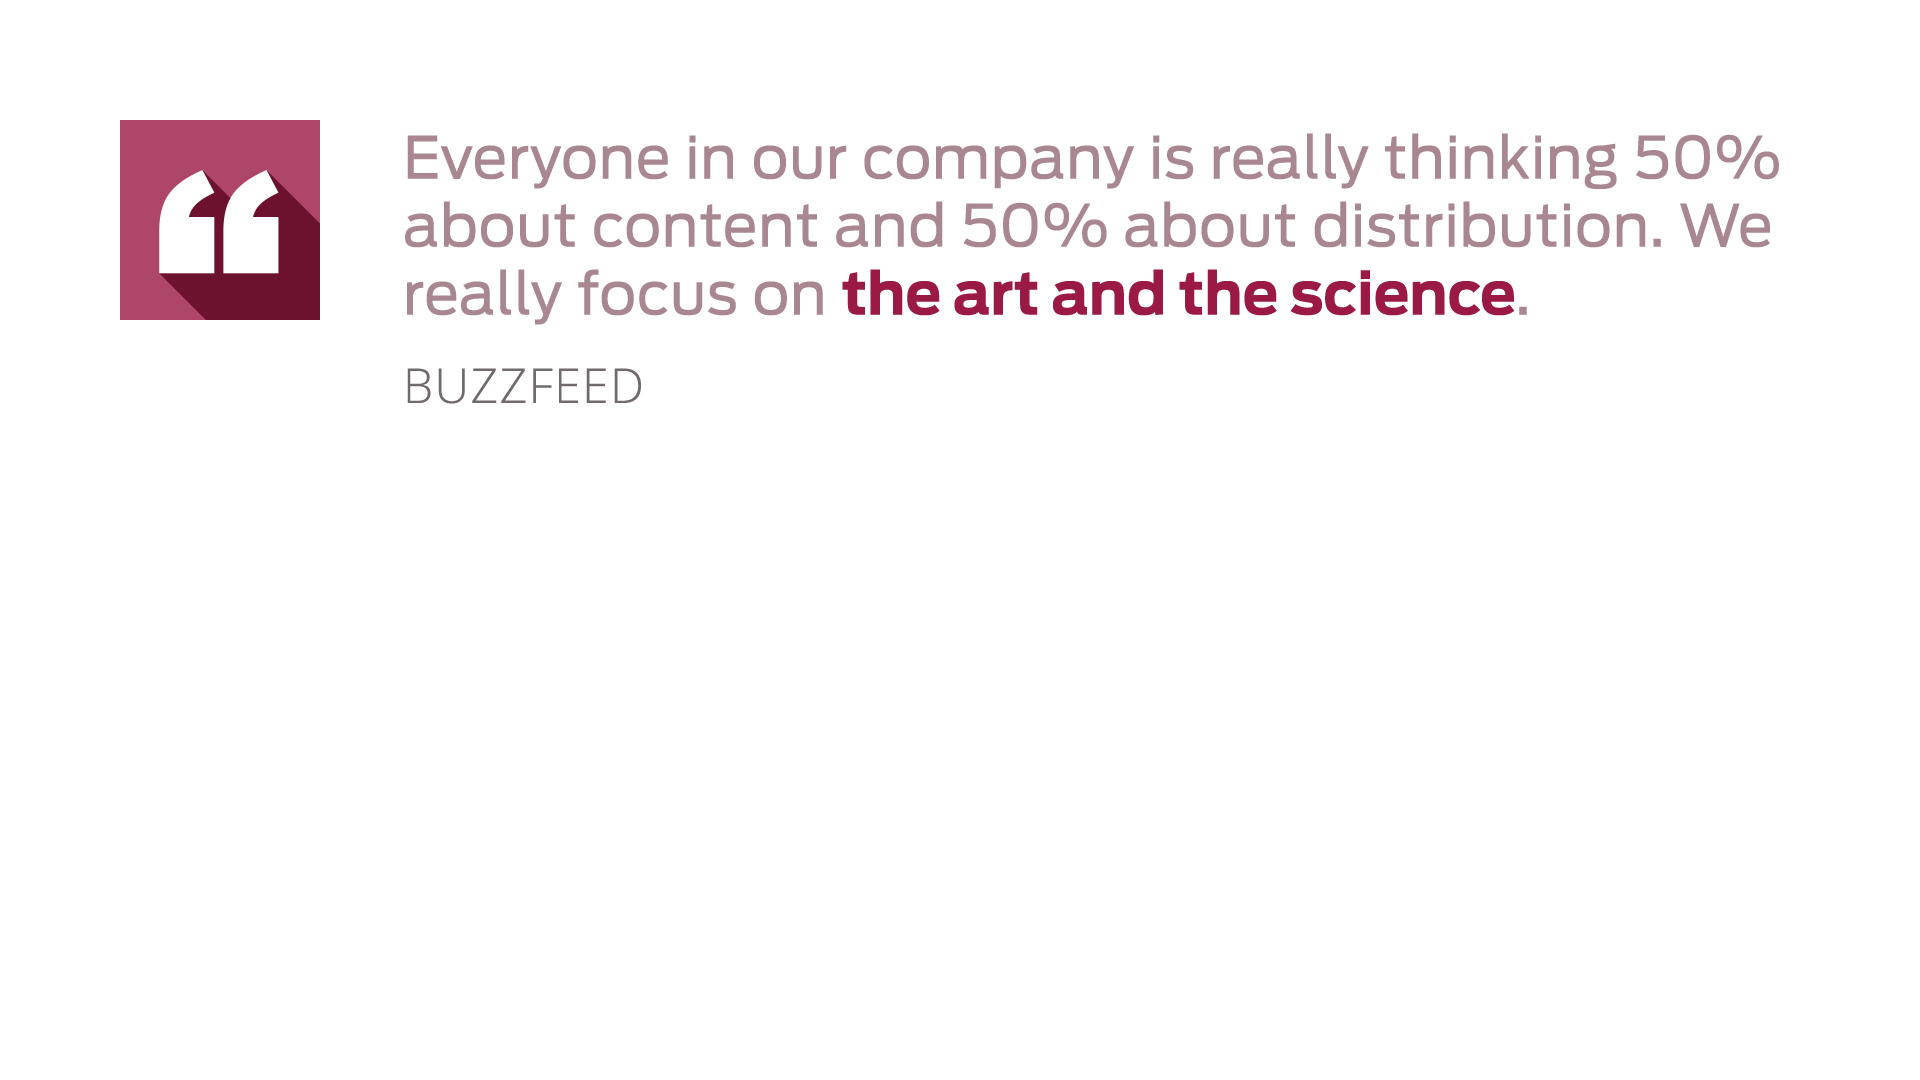 Everyone in our company is really thinking 50%
about content and 50% about distribution. We
really focus on the art and the science.
BUZZFEED